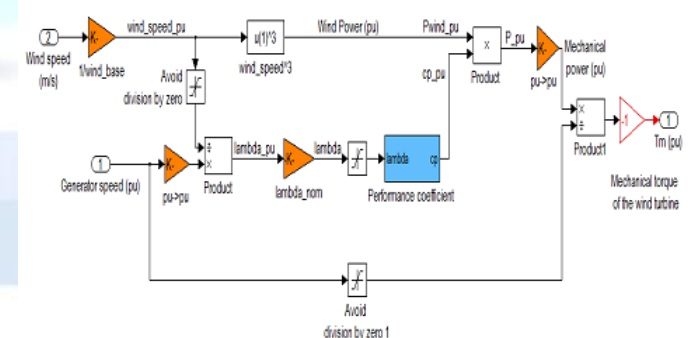 2
Wind speed
(m/s)
K-
1/wind_base
wind_speed_pu
u(1)^3
wind_speed^3
Wind Power (pu)
Pwind_pu
×
Product
P_pu
K-
pu->pu
Mechanical
power (pu)
Avoid
division by zero
cp_pu
×
÷
Product1
-1
1
Tm (pu)
Mechanical torque
of the wind turbine
1
Generator speed (pu)
K-
pu->pu
÷
×
Product
lambda_pu
K-
lambda_nom
lambda
lambda
cp
Performance coefficient
Avoid
division by zero 1